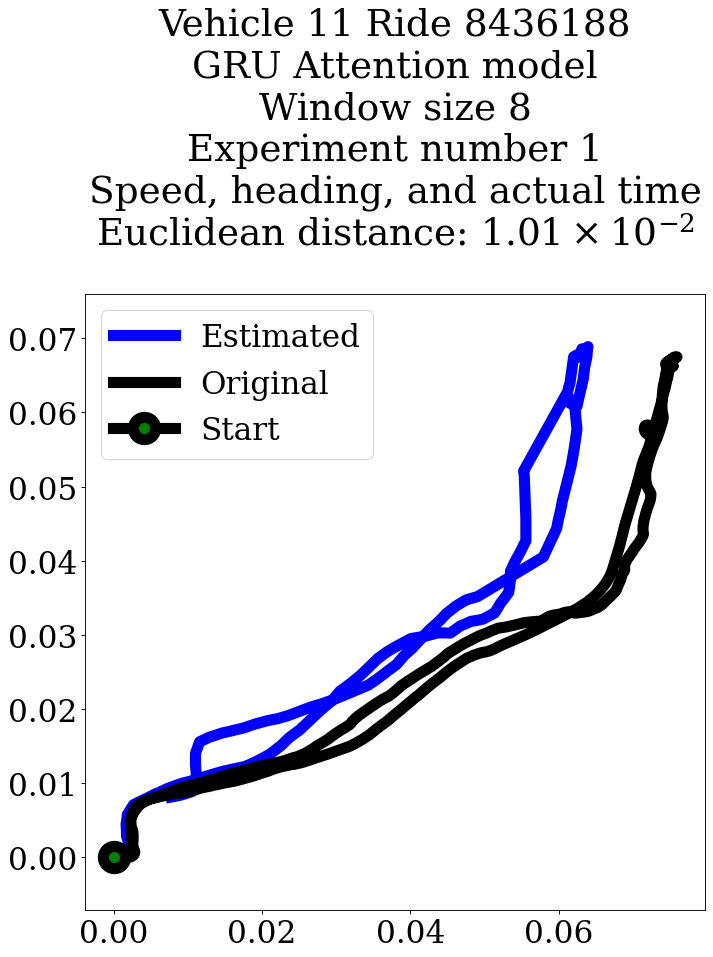 Vehicle 11 Ride 8436188
GRU Attention model
Window size 8
Experiment number 1
Speed, heading, and actual time
Euclidean distance: 1.01 × 10⁻²
Estimated
Original
Start
0.07
0.06
0.05
0.04
0.03
0.02
0.01
0.00
0.00 0.02 0.04 0.06